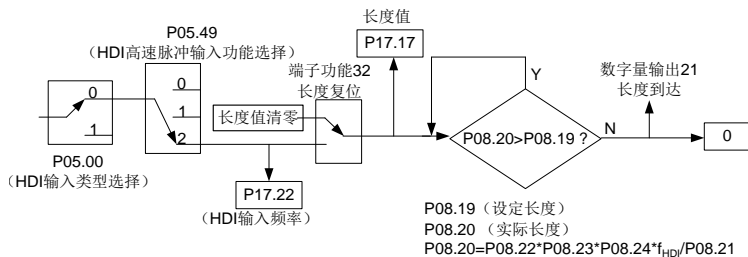 长度值
P05.49
(HDI高速脉冲输入功能选择)
P17.17
端子功能32
长度复位
数字量输出21
长度到达
0
0
1
1
2
长度值清零
Y
P08.20>P08.19 ?
N
0
P05.00
(HDI输入类型选择)
P17.22
(HDI输入频率)
P08.19 (设定长度)
P08.20 (实际长度)
P08.20=P08.22*P08.23*P08.24*fHDI/P08.21